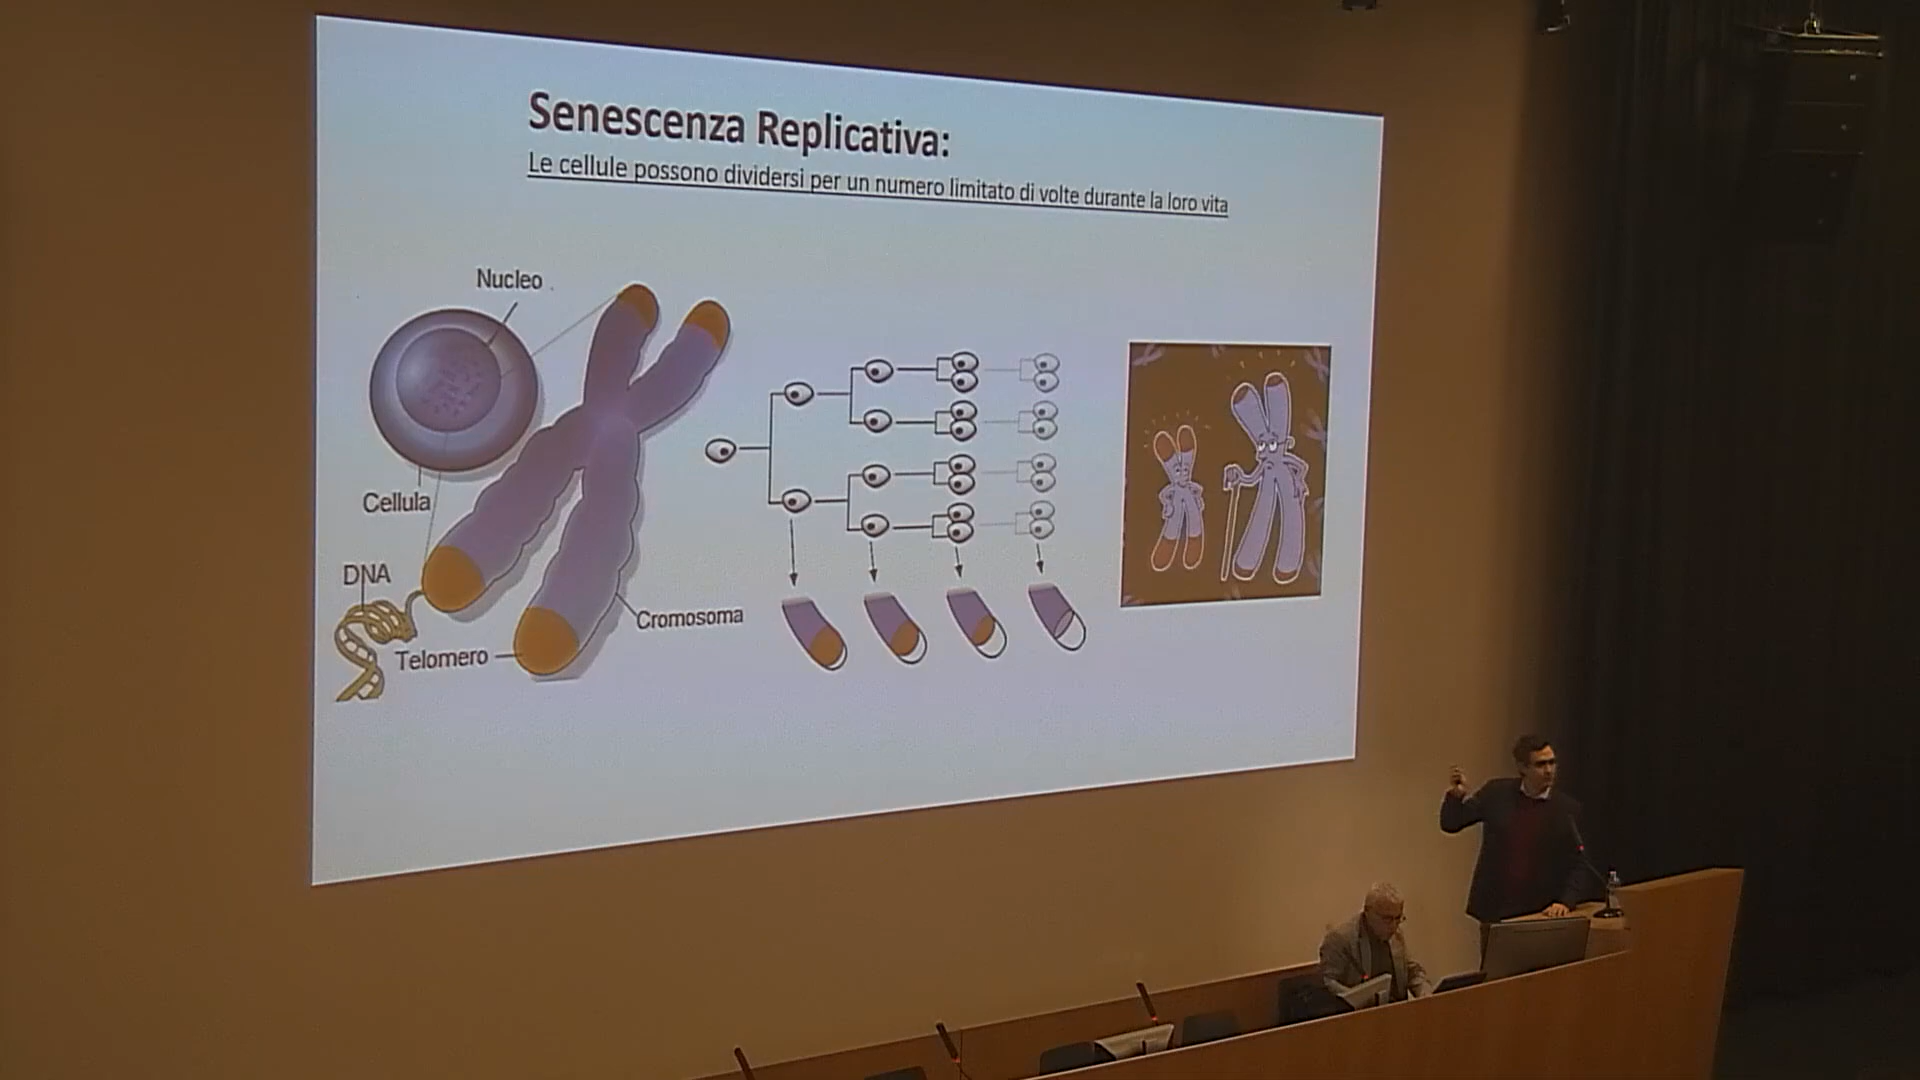 Senescenza Replicativa:
Le cellule possono dividersi per un numero limitato di volte durante la loro vita
Nucleo
Cellula
DNA
Cromosoma
Telomero